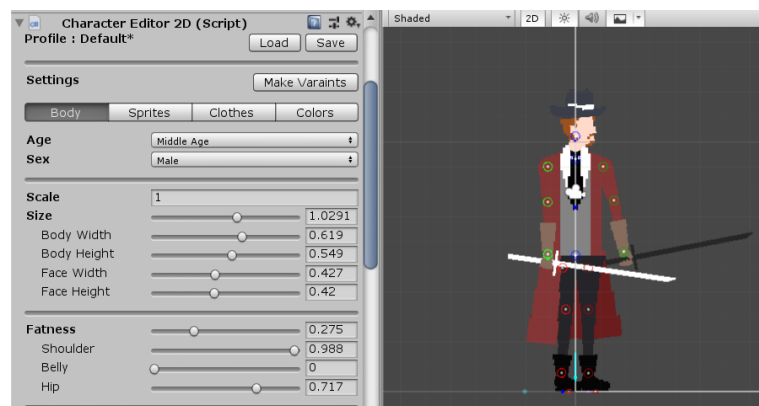 Character Editor 2D (Script)
Profile : Default*
Load
Save
Settings
Make Varaints
Body
Sprites
Clothes
Colors
Age
Middle Age
Sex
Male
Scale
1
Size
1.0291
Body Width
0.619
Body Height
0.549
Face Width
0.427
Face Height
0.42
Fatness
0.275
Shoulder
0.988
Belly
0
Hip
0.717
Shaded
2D